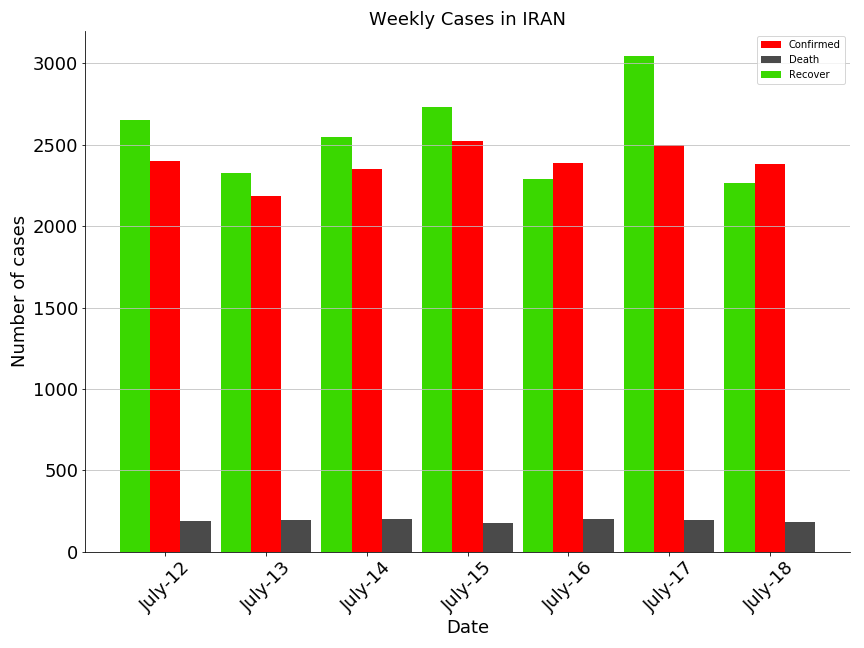 Weekly Cases in IRAN
Confirmed
Death
Recover
Number of cases
3000
2500
2000
1500
1000
500
0
July-12
July-13
July-14
July-15
July-16
July-17
July-18
Date